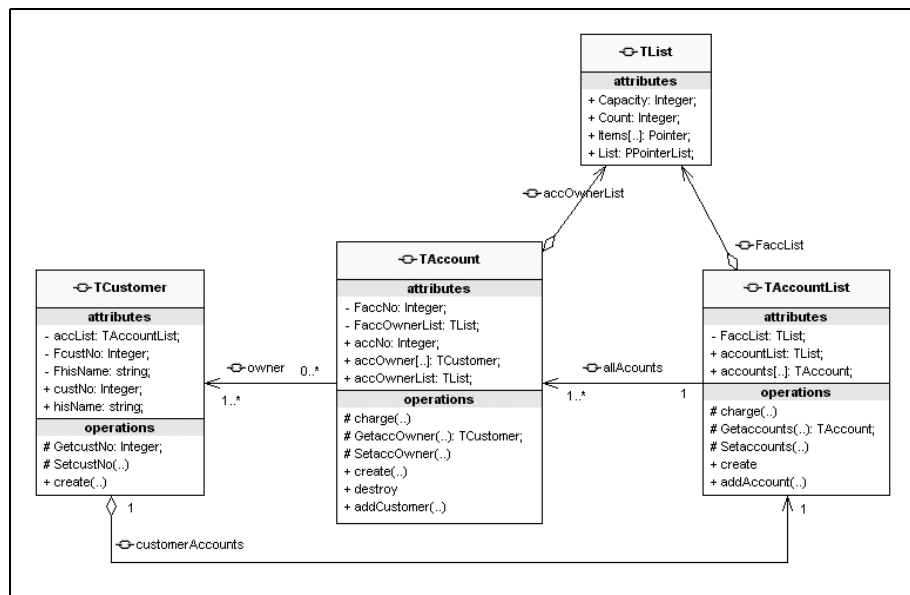 TList
attributes
+ Capacity: Integer;
+ Count: Integer;
+ Items[..]: Pointer;
+ List: PPointerList;
accOwnerList
FaccList
TCustomer
attributes
- accList: TAccountList;
- FcustNo: Integer;
- FhisName: string;
+ custNo: Integer;
+ hisName: string;
operations
# GetcustNo: Integer;
# SetcustNo(..)
+ create(..)
owner
0..*
1..*
TAccount
attributes
- FaccNo: Integer;
- FaccOwnerList: TList;
+ accNo: Integer;
+ accOwner[..]: TCustomer;
+ accOwnerList: TList;
operations
# charge(..)
# GetaccOwner(..): TCustomer;
# SetaccOwner(..)
+ create(..)
+ destroy
+ addCustomer(..)
allAcounts
1..*
1
TAccountList
attributes
- FaccList: TList;
+ accountList: TList;
+ accounts[..]: TAccount;
operations
# charge(..)
# Getaccounts(..): TAccount;
# Setaccounts(..)
+ create
+ addAccount(..)
1
1
customerAccounts